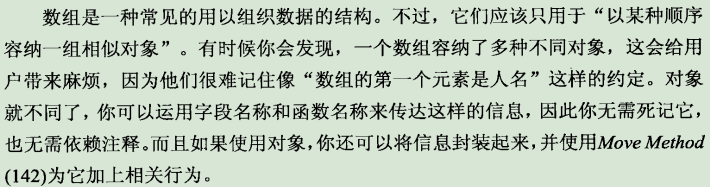 数组是一种常见的用以组织数据的结构。不过，它们应该只用于“以某种顺序
容纳一组相似对象”。有时候你会发现，一个数组容纳了多种不同对象，这会给用
户带来麻烦，因为他们很难记住像“数组的第一个元素是人名”这样的约定。对象
就不同了，你可以运用字段名称和函数名称来传达这样的信息，因此你无需死记它，
也无需依赖注释。而且如果使用对象，你还可以将信息封装起来，并使用Move Method
(142)为它加上相关行为。